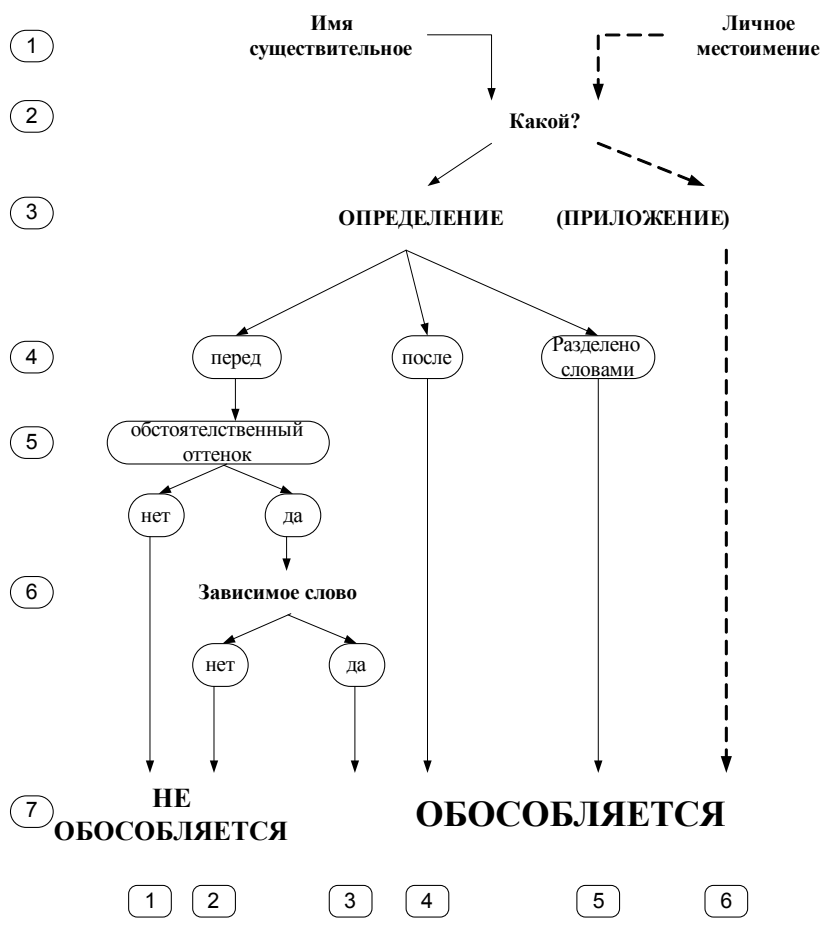 Имя
существительное
Личное
местоимение
1
2
Какой?
3
ОПРЕДЕЛЕНИЕ
(ПРИЛОЖЕНИЕ)
4
перед
после
Разделено
словами
5
обстоятелственный
оттенок
нет
да
6
Зависимое слово
нет
да
7
НЕ
ОБОСОБЛЯЕТСЯ
ОБОСОБЛЯЕТСЯ
1
2
3
4
5
6